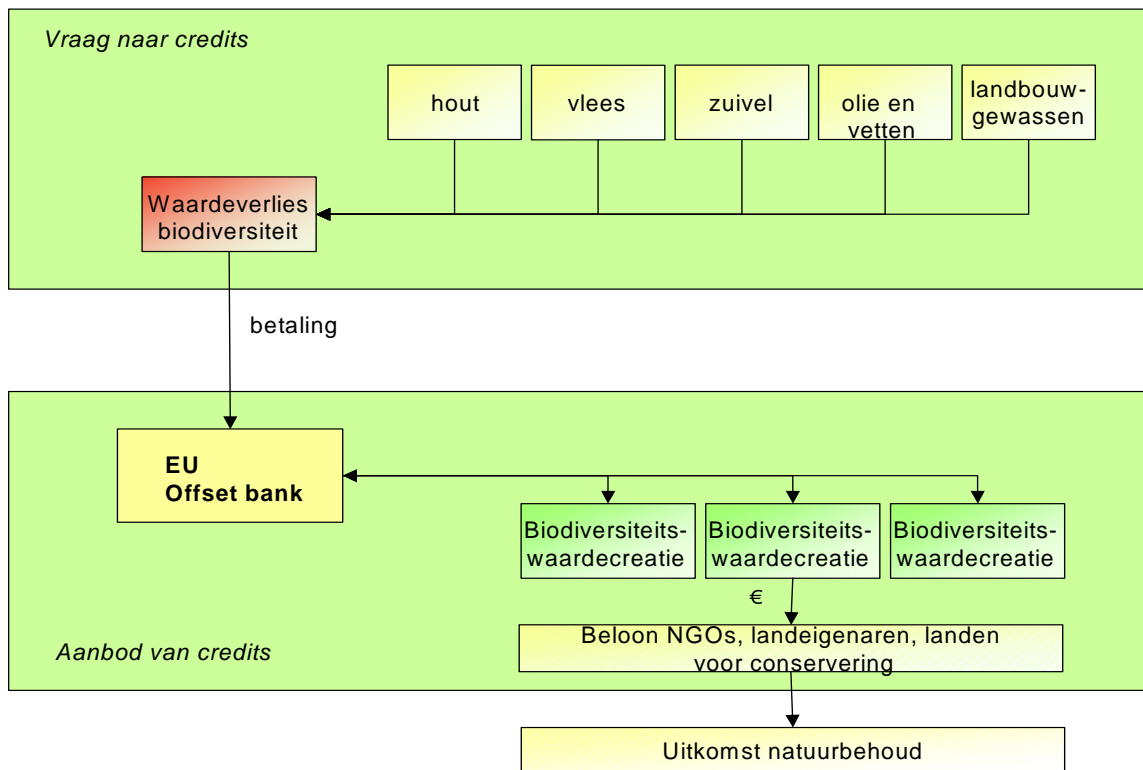 Vraag naar credits
hout
vlees
zuivel
olie en
vetten
landbouw-
gewassen
Waardeverlies
biodiversiteit
betaling
EU
Offset bank
Biodiversiteits-
waardecreatie
Biodiversiteits-
waardecreatie
Biodiversiteits-
waardecreatie
€
Beloon NGOs, landeigenaren, landen
voor conservering
Aanbod van credits
Uitkomst natuurbehoud